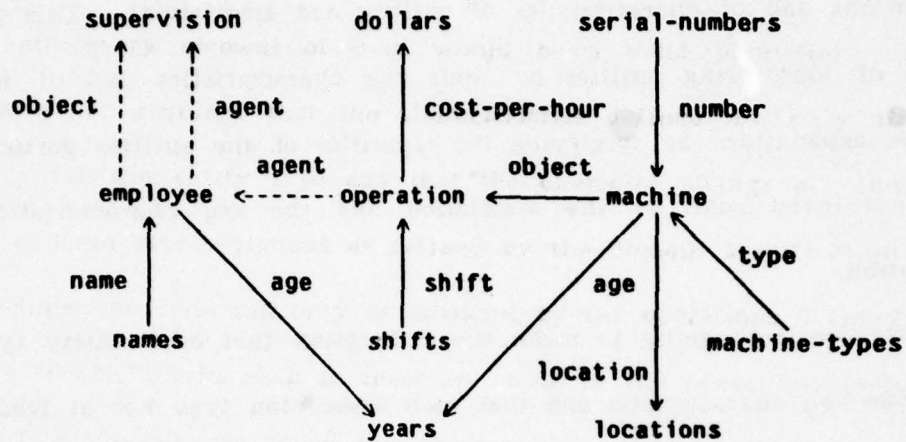 supervision dollars serial-numbers
object agent cost-per-hour number
agent object
employee operation machine
type
name age shift age
names shifts machine-types
location
years locations